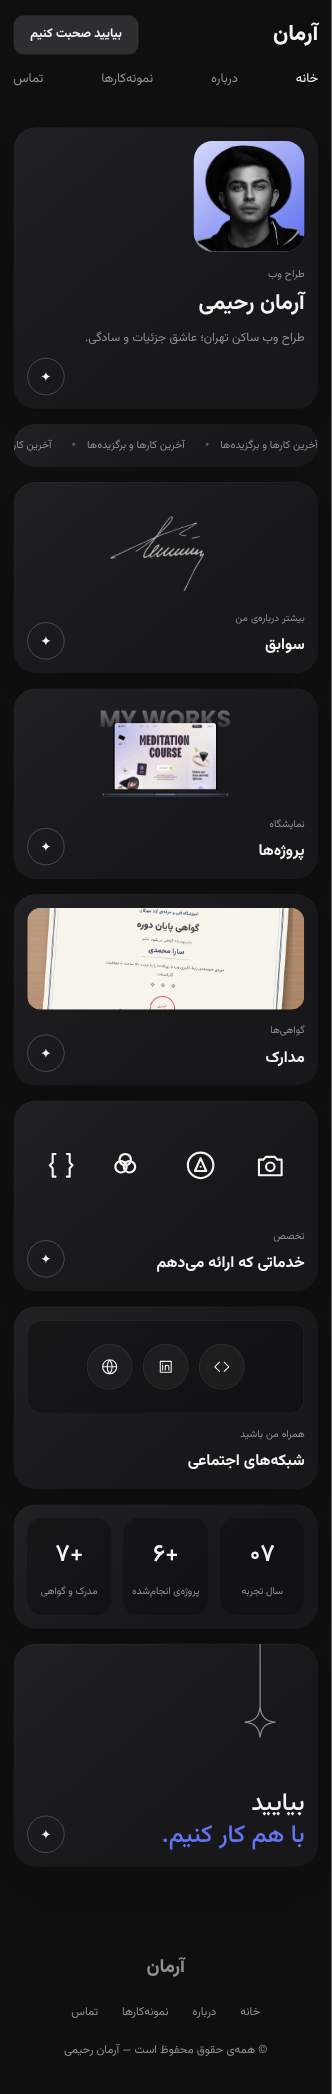 آرمان
بیایید صحبت کنیم
خانه
درباره
نمونه‌کارها
تماس
طراح وب
آرمان رحیمی
طراح وب ساکن تهران؛ عاشق جزئیات و سادگی.
آخرین کارها و برگزیده‌ها • آخرین کارها و برگزیده‌ها • آخرین کار
بیشتر درباره‌ی من
سوابق
MY WORKS
MEDITATION
COURSE
نمایشگاه
پروژه‌ها
گواهی پایان دوره
سارا محمدی
گواهی‌ها
مدارک
تخصص
خدماتی که ارائه می‌دهم
in
همراه من باشید
شبکه‌های اجتماعی
۰۷
سال تجربه
+۶
پروژه‌ی انجام‌شده
+۷
مدرک و گواهی
بیایید
با هم کار کنیم.
آرمان
خانه
درباره
نمونه‌کارها
تماس
© همه‌ی حقوق محفوظ است — آرمان رحیمی